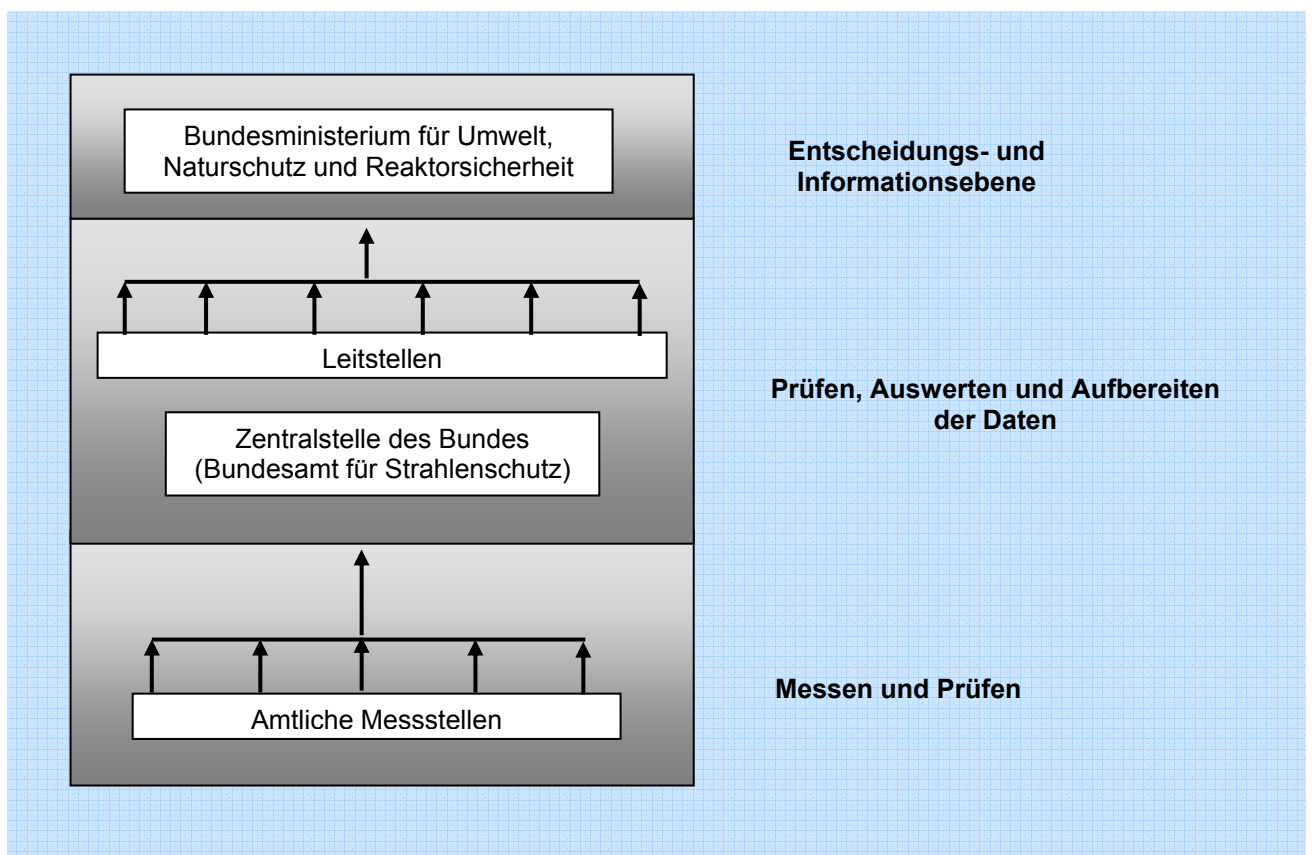 Bundesministerium für Umwelt,
Naturschutz und Reaktorsicherheit
Entscheidungs- und
Informationsebene
Leitstellen
Prüfen, Auswerten und Aufbereiten
der Daten
Zentralstelle des Bundes
(Bundesamt für Strahlenschutz)
Amtliche Messstellen
Messen und Prüfen